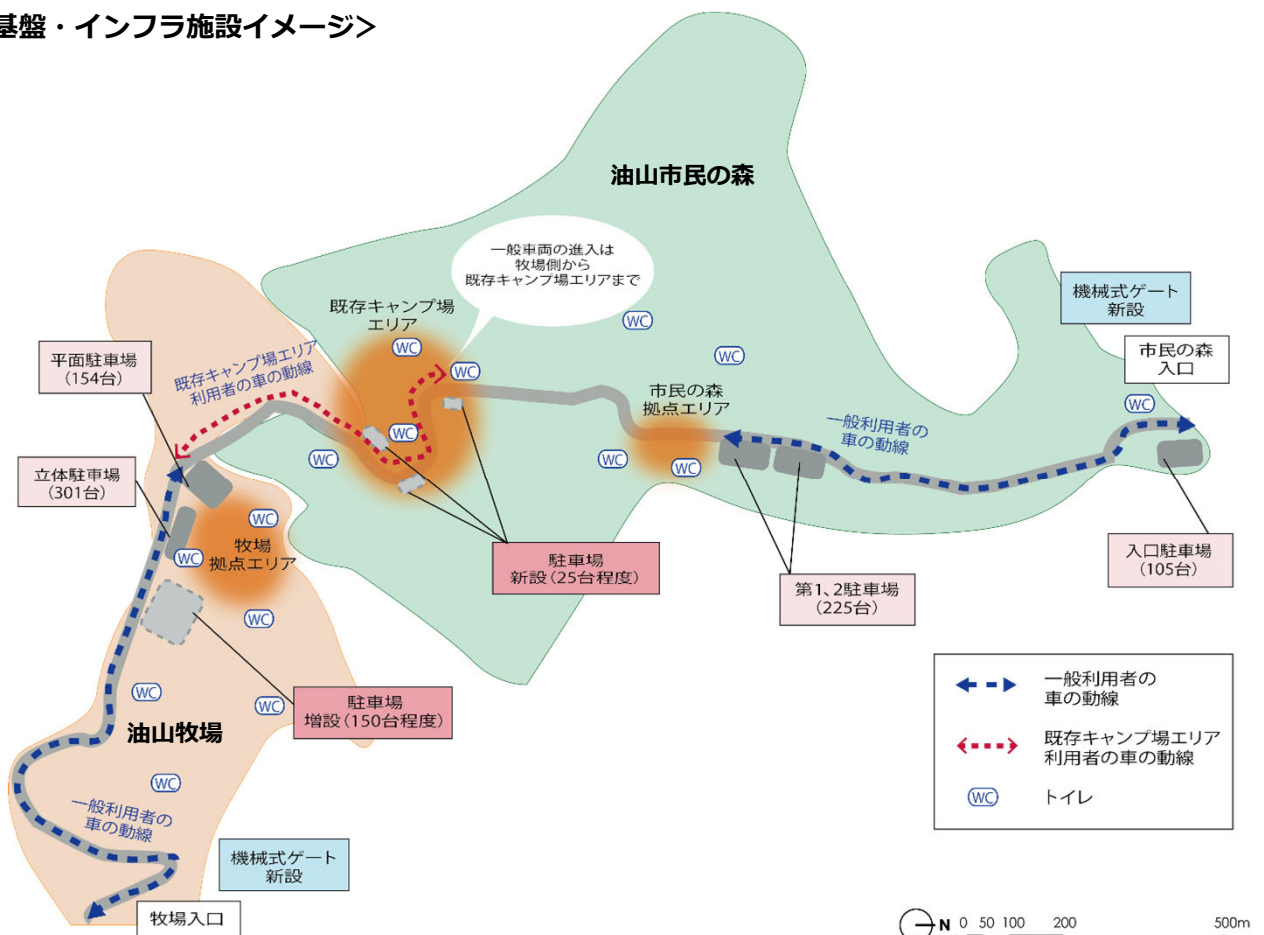 基盤・インフラ施設イメージ>
油山市民の森
一般車両の進入は
牧場側から
既存キャンプ場エリアまで
機械式ゲート
新設
既存キャンプ場
エリア
WC
WC
WC
市民の森
入口
平面駐車場
(154台)
既存キャンプ場エリア
利用者の車の動線
WC
市民の森
拠点エリア
WC
一般利用者の
車の動線
WC
WC
WC
WC
立体駐車場
(301台)
WC
牧場
拠点エリア
WC
駐車場
新設(25台程度)
第1、2駐車場
(225台)
入口駐車場
(105台)
WC
WC
WC
駐車場
増設(150台程度)
油山牧場
WC
一般利用者の
車の動線
機械式ゲート
新設
牧場入口
一般利用者の
車の動線
既存キャンプ場エリア
利用者の車の動線
WC
トイレ
N 0 50 100 200 500m